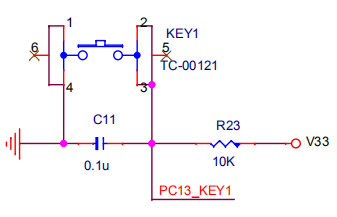 1
2
KEY1
6
5
TC-00121
4
3
C11
R23
V33
0.1u
10K
PC13_KEY1